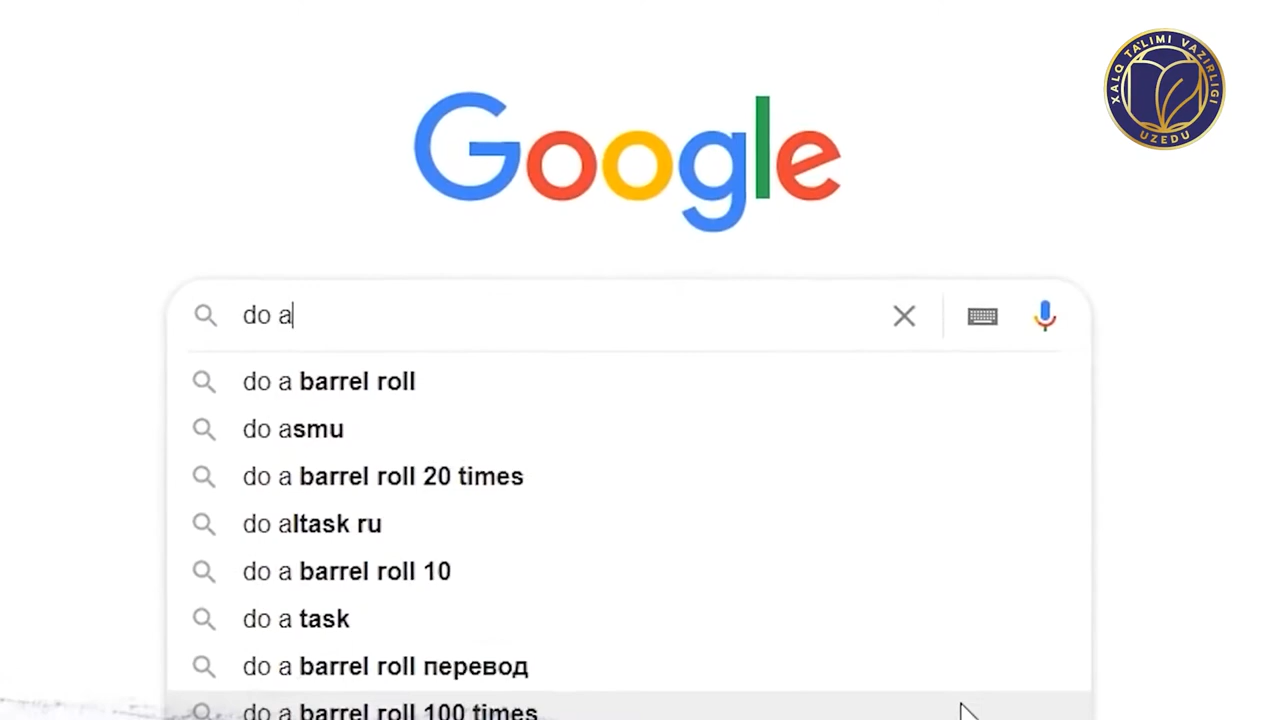 XALQ TA'LIMI VAZIRLIGI
UZEDU
Google
do a
do a barrel roll
do asmu
do a barrel roll 20 times
do altask ru
do a barrel roll 10
do a task
do a barrel roll перевод
do a barrel roll 100 times